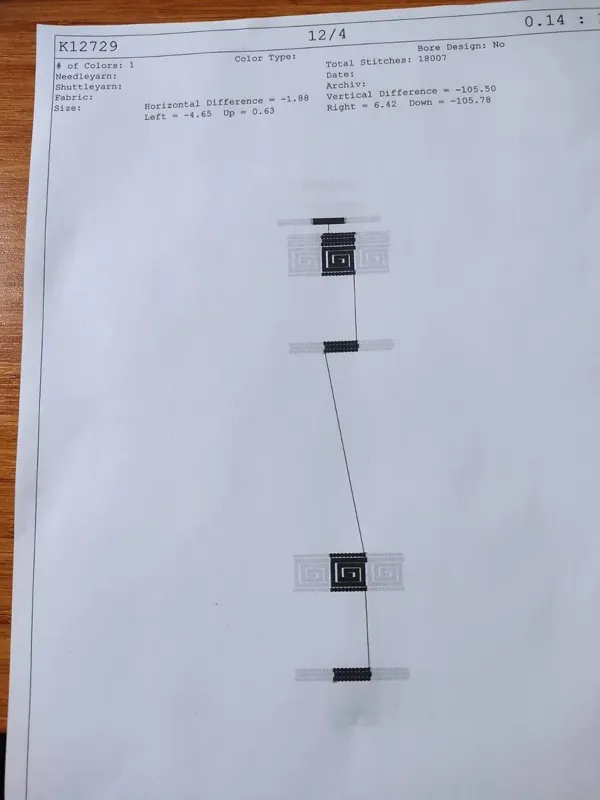 K12729
12/4
0.14 :
# of Colors: 1
Color Type:
Bore Design: No
Needleyarn:
Total Stitches: 18007
Shuttleyarn:
Date:
Fabric:
Archiv:
Size:
Horizontal Difference = -1.88
Vertical Difference = -105.50
Left = -4.65 Up = 0.63
Right = 6.42 Down = -105.78